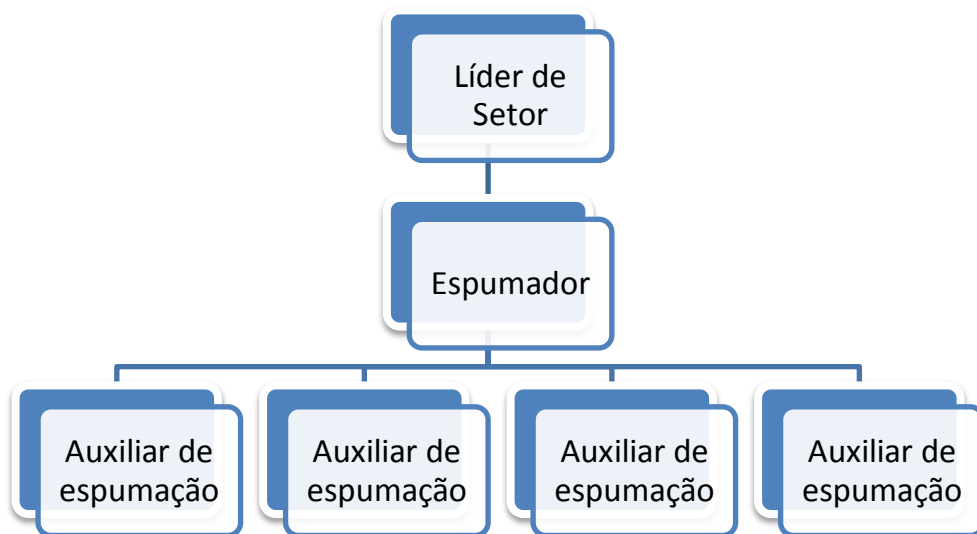 Líder de
Setor
Espumador
Auxiliar de
espumação
Auxiliar de
espumação
Auxiliar de
espumação
Auxiliar de
espumação